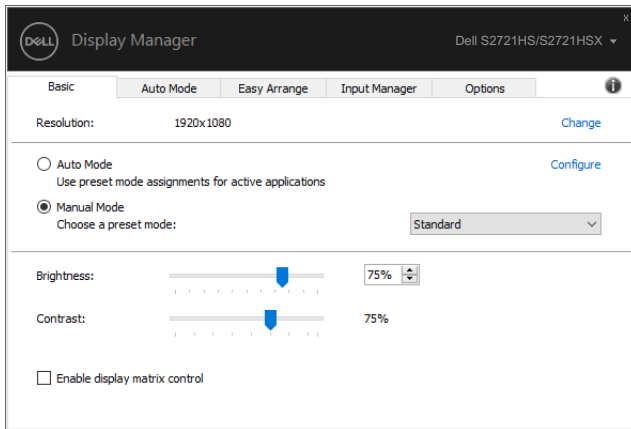 DELL Display Manager Dell S2721HS/S2721HSX
Basic Auto Mode Easy Arrange Input Manager Options
Resolution: 1920x1080 Change
Auto Mode Configure
Use preset mode assignments for active applications
Manual Mode
Choose a preset mode: Standard
Brightness: 75%
Contrast: 75%
Enable display matrix control